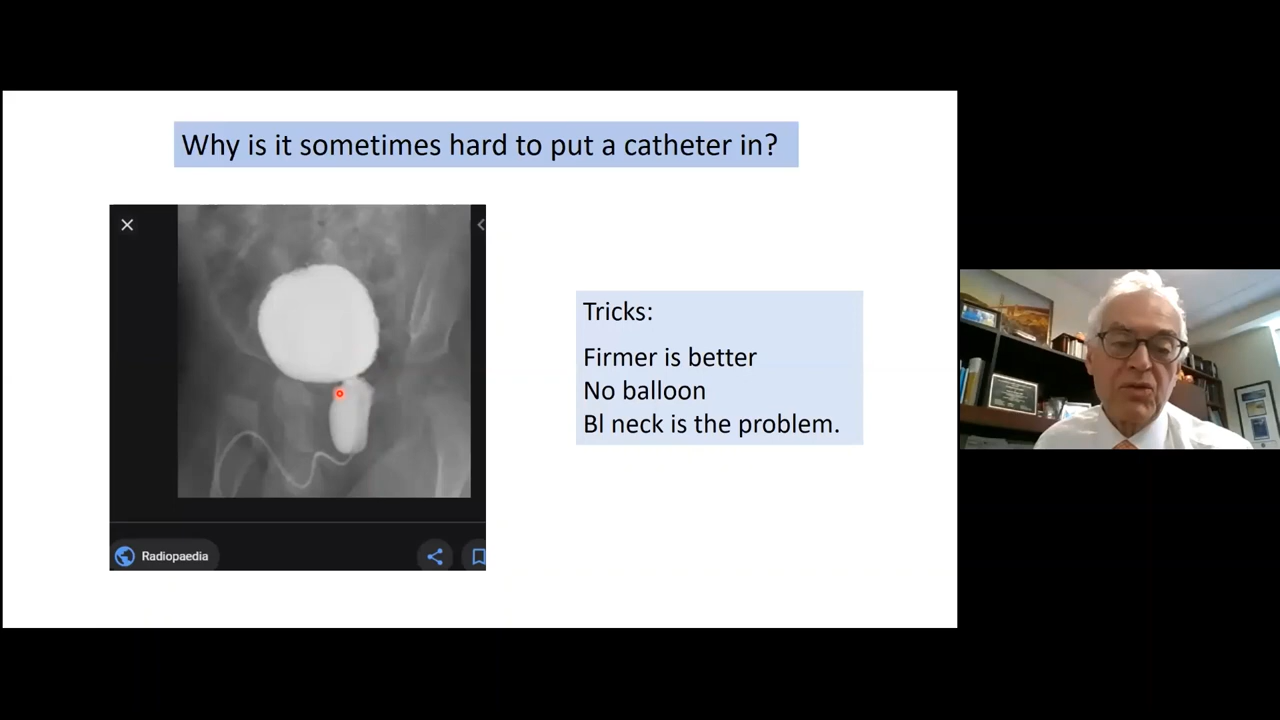 Why is it sometimes hard to put a catheter in?
Tricks:
Firmer is better
No balloon
Bl neck is the problem.
Radiopaedia